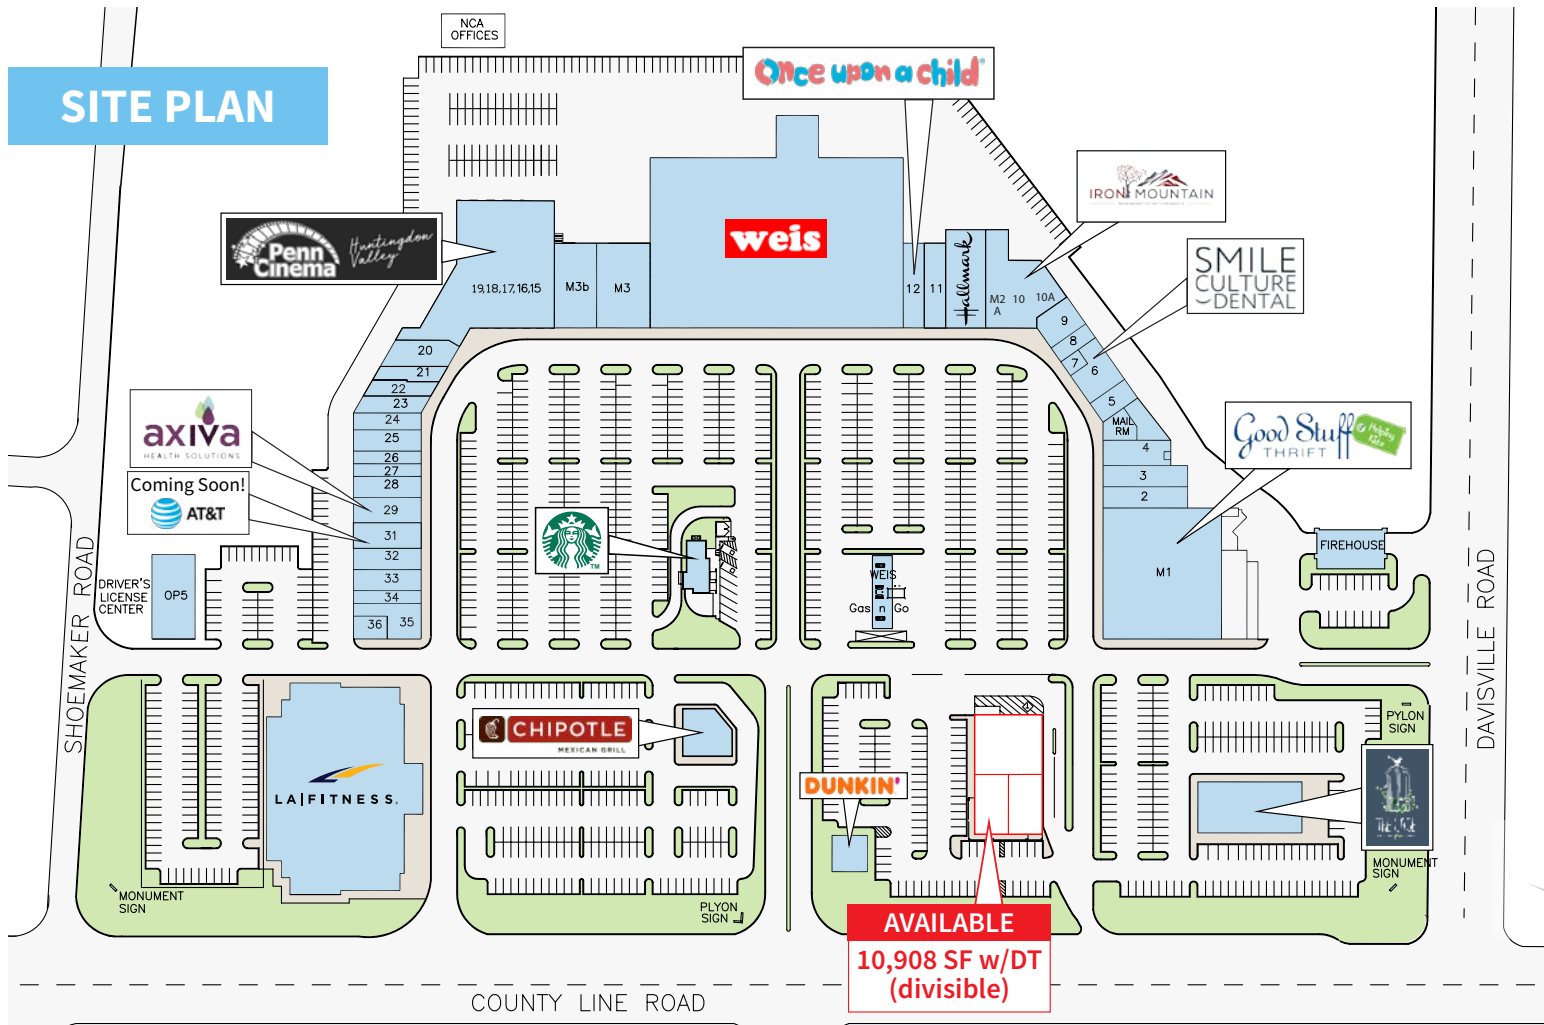 NCA
OFFICES
SITE PLAN
Once upon a child
IRON MOUNTAIN
Penn
Cinema
Huntingdon
Valley
weis
SMILE
CULTURE
DENTAL
19,18,17,16,15
M3b
M3
12
11
Hallmark
M2
A
10
10A
9
8
7
6
5
MAIL
RM
4
3
2
M1
20
21
22
23
24
25
26
27
28
29
31
32
33
34
36
35
axiva
HEALTH SOLUTIONS
Coming Soon!
AT&T
Good Stuff
THRIFT
Helping
Kids
TM
WEIS
Gas n Go
FIREHOUSE
DRIVER'S
LICENSE
CENTER
OP5
SHOEMAKER ROAD
DAVISVILLE ROAD
CHIPOTLE
MEXICAN GRILL
LA FITNESS.
DUNKIN'
PYLON
SIGN
MONUMENT
SIGN
MONUMENT
SIGN
PLYON
SIGN
AVAILABLE
10,908 SF w/DT
(divisible)
COUNTY LINE ROAD